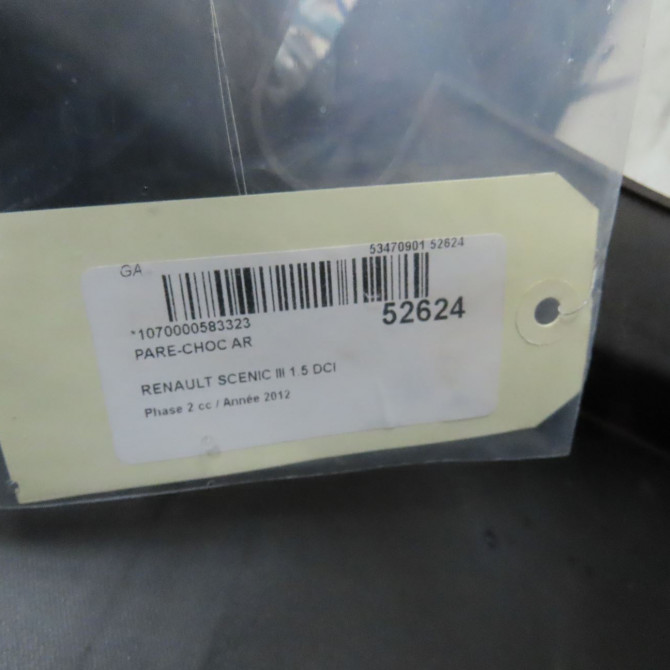 53470901 52624
GA
52624
*1070000583323
PARE-CHOC AR
RENAULT SCENIC III 1.5 DCI
Phase 2 cc / Année 2012